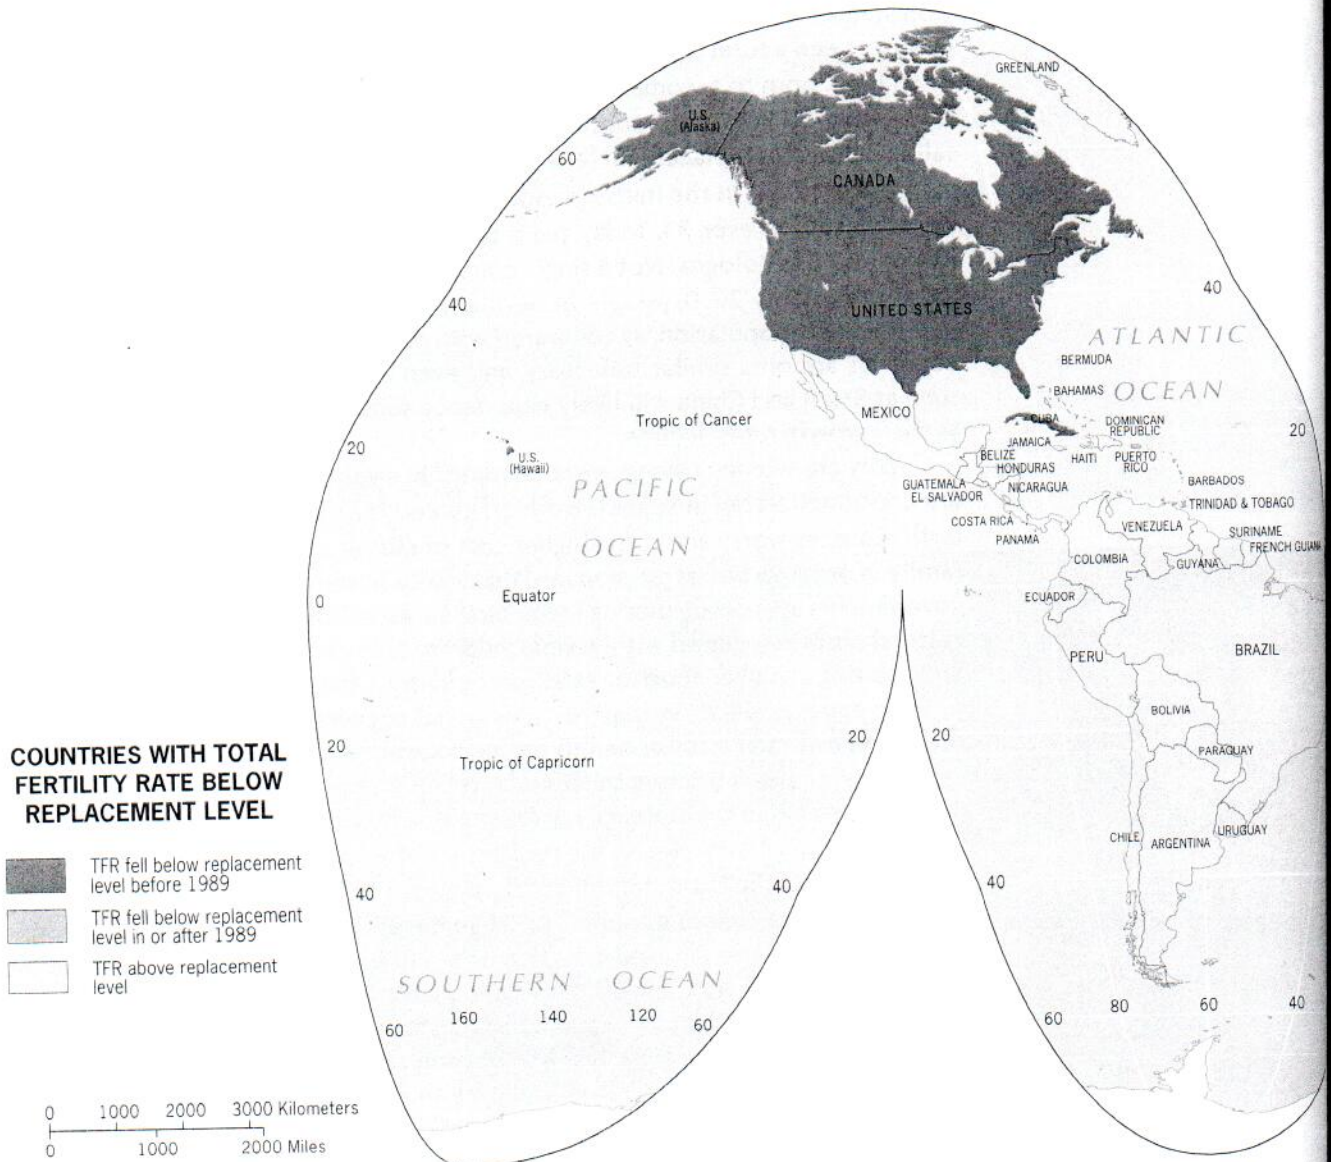 GREENLAND
U.S.
(Alaska)
60
CANADA
40
40
UNITED STATES
ATLANTIC
BERMUDA
OCEAN
BAHAMAS
MEXICO
CUBA
Tropic of Cancer
DOMINICAN
REPUBLIC
20
20
JAMAICA
BELIZE
HAITI
PUERTO
RICO
U.S.
(Hawaii)
HONDURAS
PACIFIC
GUATEMALA
NICARAGUA
BARBADOS
EL SALVADOR
TRINIDAD & TOBAGO
COSTA RICA
VENEZUELA
SURINAME
PANAMA
OCEAN
FRENCH GUIANA
COLOMBIA
GUYANA
0
Equator
ECUADOR
BRAZIL
PERU
BOLIVIA
20
20
20
PARAGUAY
Tropic of Capricorn
CHILE
ARGENTINA
URUGUAY
40
40
40
SOUTHERN OCEAN
60
160
140
120
60
60
80
60
40
COUNTRIES WITH TOTAL
FERTILITY RATE BELOW
REPLACEMENT LEVEL
TFR fell below replacement
level before 1989
TFR fell below replacement
level in or after 1989
TFR above replacement
level
0 1000 2000 3000 Kilometers
0 1000 2000 Miles